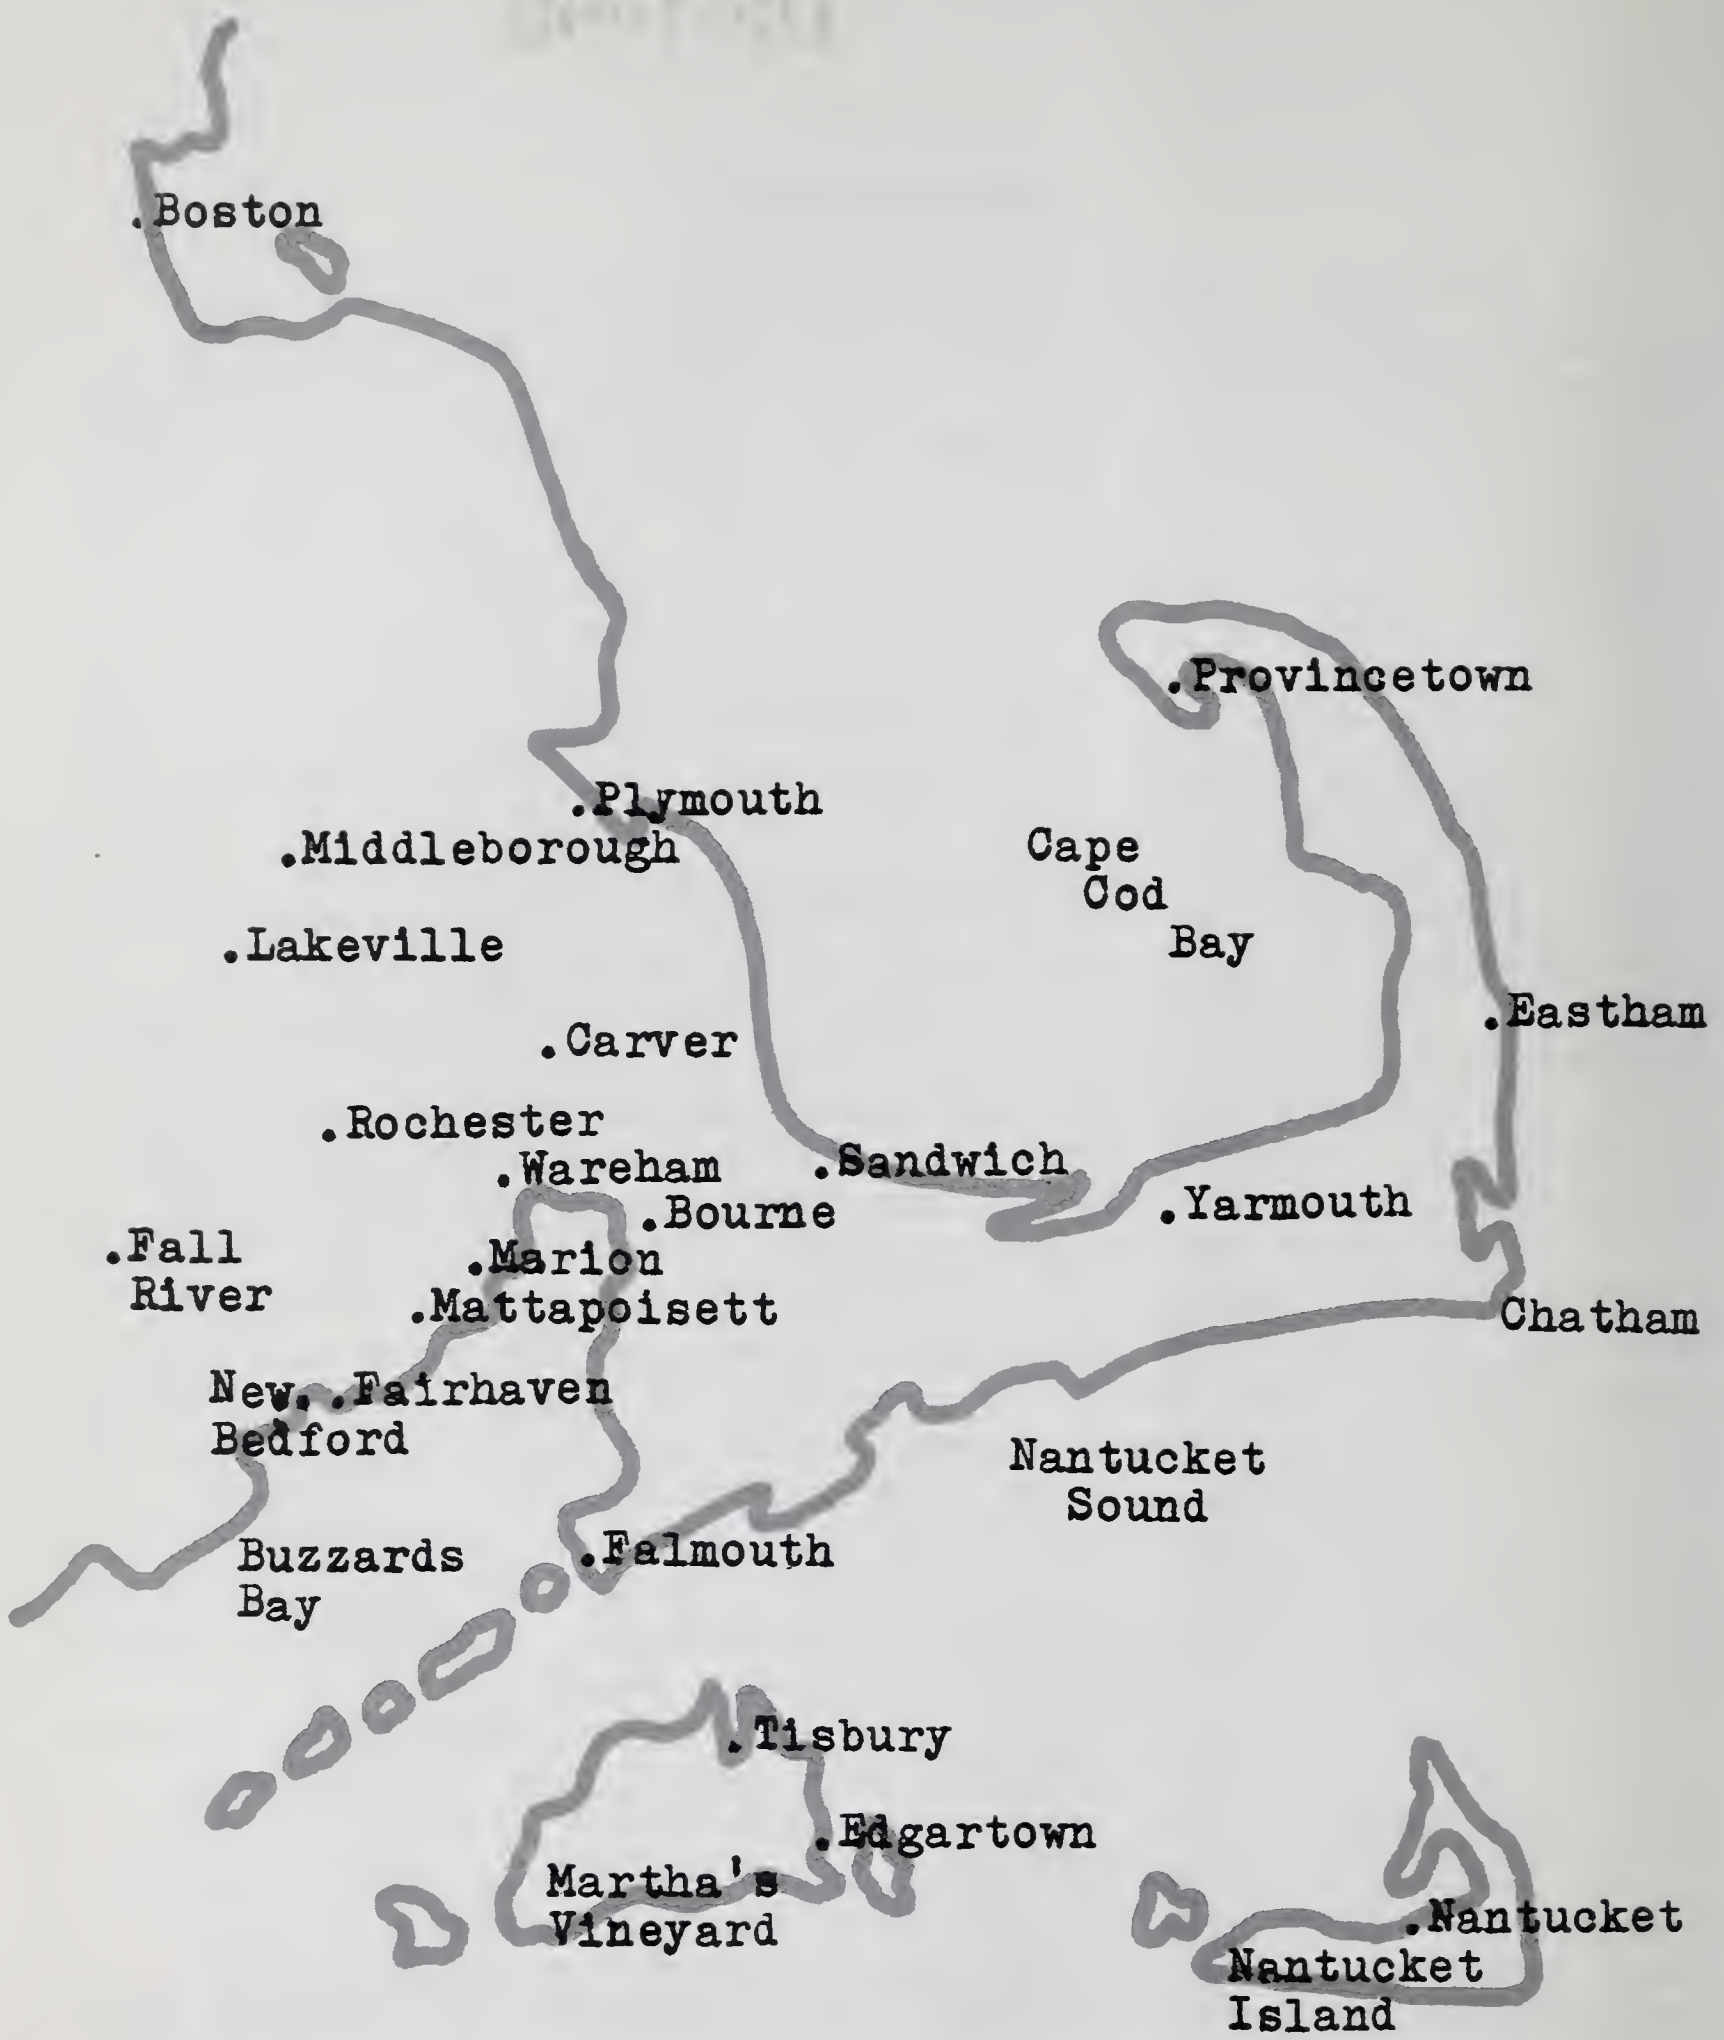 .Boston
.Provincetown
.Plymouth
.Middleborough
Cape
Cod
Bay
.Lakeville
.Eastham
.Carver
.Rochester
.Wareham
.Sandwich
.Bourne
.Yarmouth
.Fall
River
.Marion
.Mattapoisett
Chatham
New.
Bedford
.Fairhaven
Nantucket
Sound
Buzzards
Bay
.Falmouth
.Tisbury
.Edgartown
Martha's
Vineyard
.Nantucket
Nantucket
Island